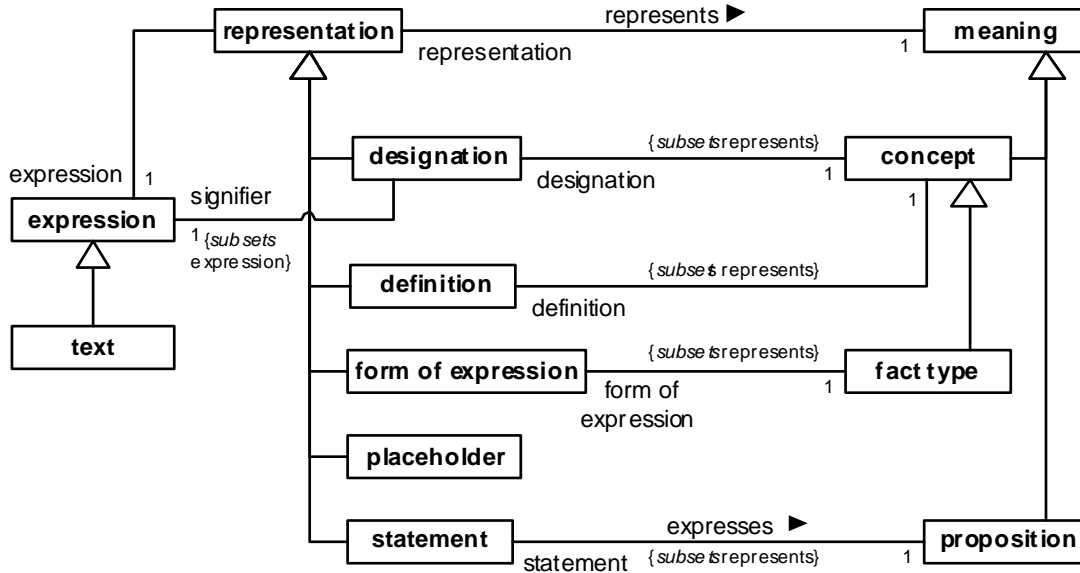 represents ►
representation
meaning
representation
1
{subsets represents}
designation
concept
expression
1
designation
1
1
signifier
expression
1 {subsets
expression}
{subsets represents}
definition
definition
text
{subsets represents}
form of expression
fact type
form of
expression
1
placeholder
expresses ►
statement
proposition
statement
{subsets represents}
1